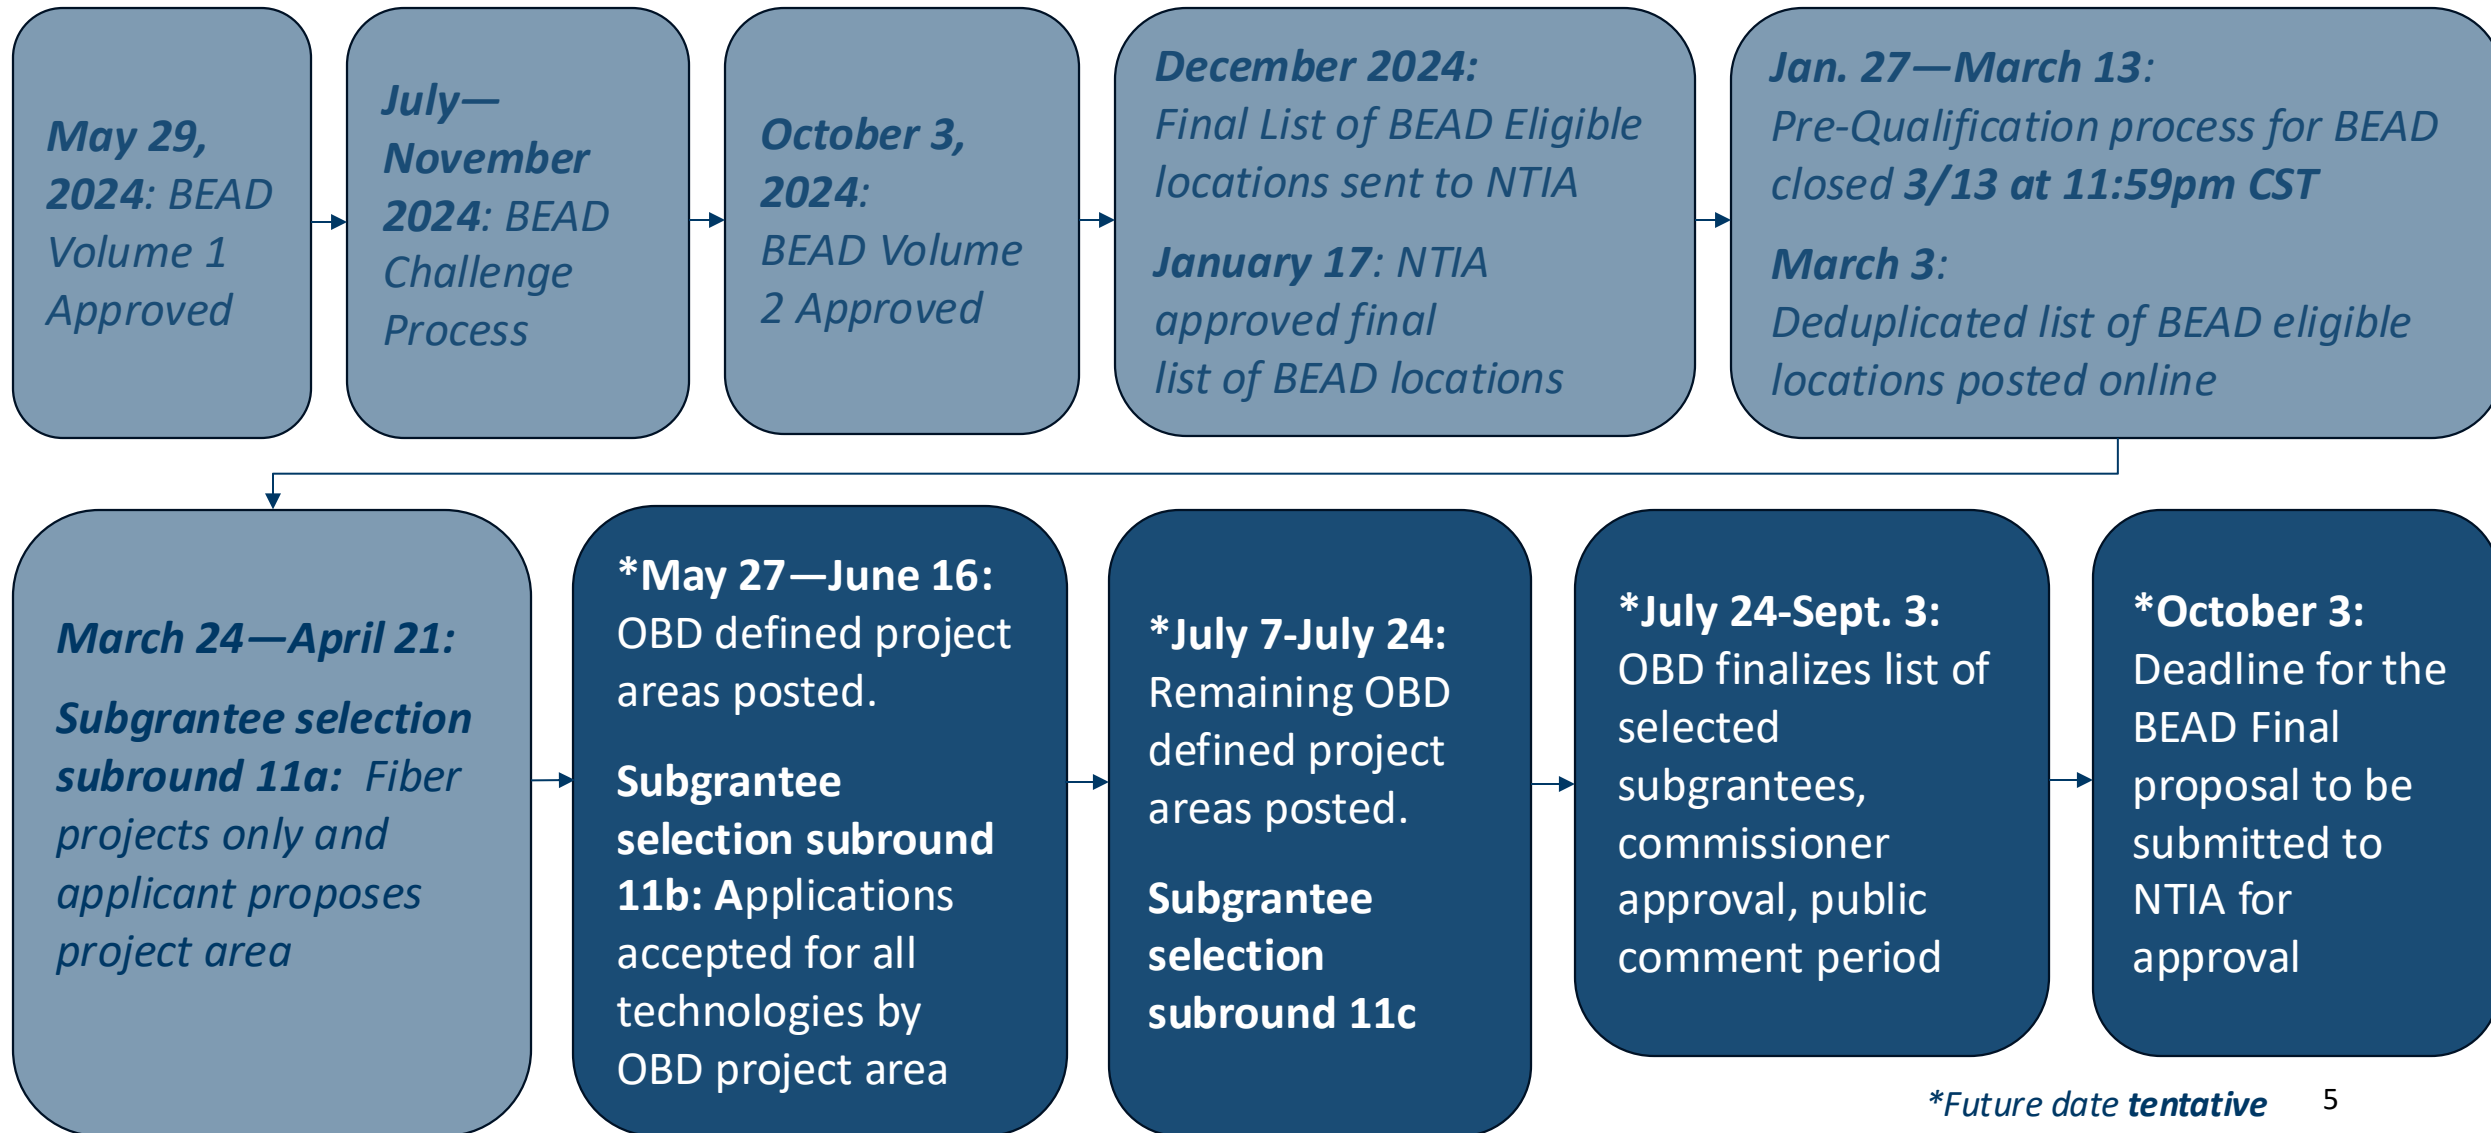 May 29,
2024: BEAD
Volume 1
Approved
July—
November
2024: BEAD
Challenge
Process
October 3,
2024:
BEAD Volume
2 Approved
December 2024:
Final List of BEAD Eligible
locations sent to NTIA
January 17: NTIA
approved final
list of BEAD locations
Jan. 27—March 13:
Pre-Qualification process for BEAD
closed 3/13 at 11:59pm CST
March 3:
Deduplicated list of BEAD eligible
locations posted online
March 24—April 21:
Subgrantee selection
subround 11a: Fiber
projects only and
applicant proposes
project area
*May 27—June 16:
OBD defined project
areas posted.
Subgrantee
selection subround
11b: Applications
accepted for all
technologies by
OBD project area
*July 7-July 24:
Remaining OBD
defined project
areas posted.
Subgrantee
selection
subround 11c
*July 24-Sept. 3:
OBD finalizes list of
selected
subgrantees,
commissioner
approval, public
comment period
*October 3:
Deadline for the
BEAD Final
proposal to be
submitted to
NTIA for
approval
*Future date tentative
5